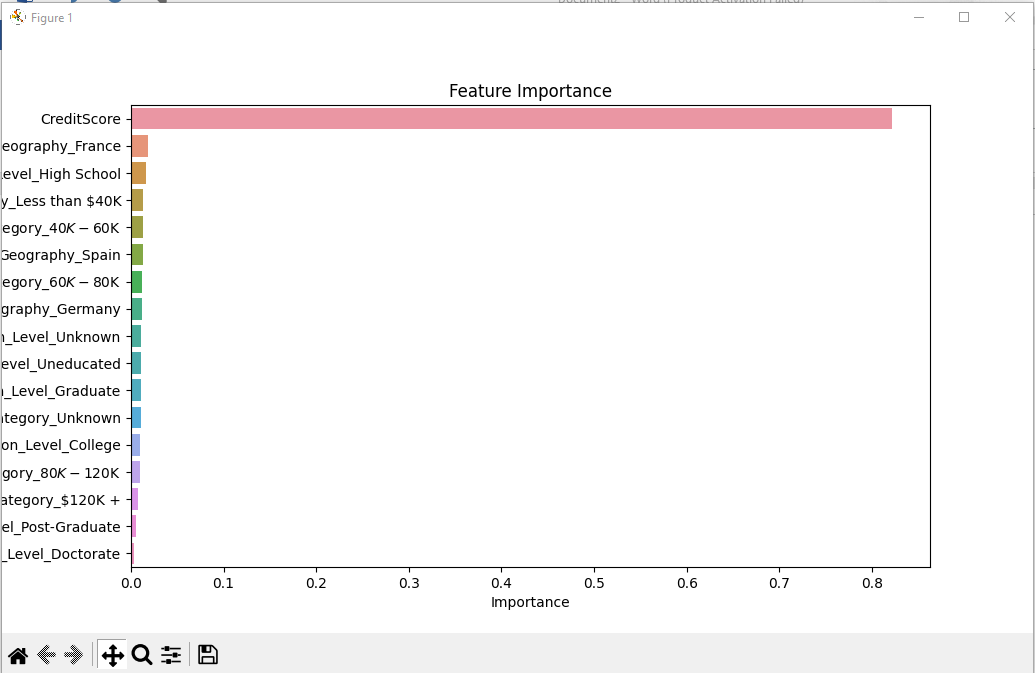 Figure 1
Feature Importance
CreditScore
eography_France
evel_High School
y_Less than $40K
egory_40K − 60K
Geography_Spain
egory_60K − 80K
graphy_Germany
n_Level_Unknown
evel_Uneducated
_Level_Graduate
ategory_Unknown
on_Level_College
gory_80K − 120K
ategory_$120K +
el_Post-Graduate
_Level_Doctorate
0.0 0.1 0.2 0.3 0.4 0.5 0.6 0.7 0.8
Importance